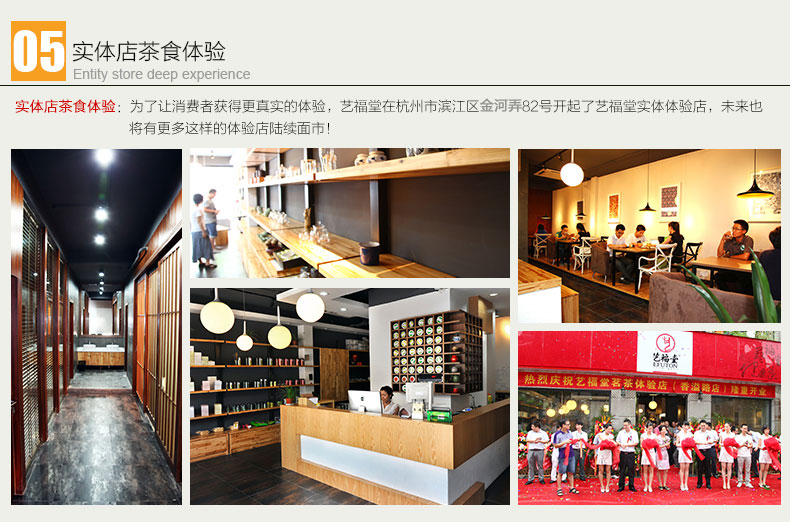 05
实体店茶食体验
Entity store deep experience
实体店茶食体验：为了让消费者获得更真实的体验，艺福堂在杭州市滨江区金河弄82号开起了艺福堂实体体验店，未来也
将有更多这样的体验店陆续面市！
艺福堂
EFUTON
热烈庆祝艺福堂茗茶体验店（香溢路店）隆重开业